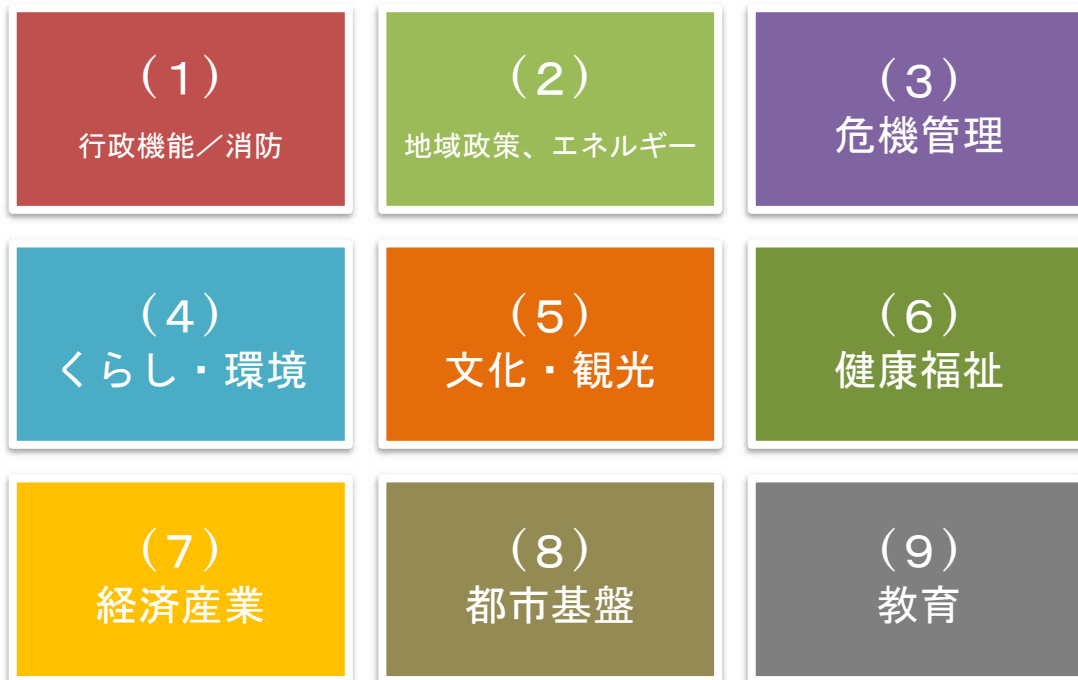 (1)
行政機能／消防
(2)
地域政策、エネルギー
(3)
危機管理
(4)
くらし・環境
(5)
文化・観光
(6)
健康福祉
(7)
経済産業
(8)
都市基盤
(9)
教育